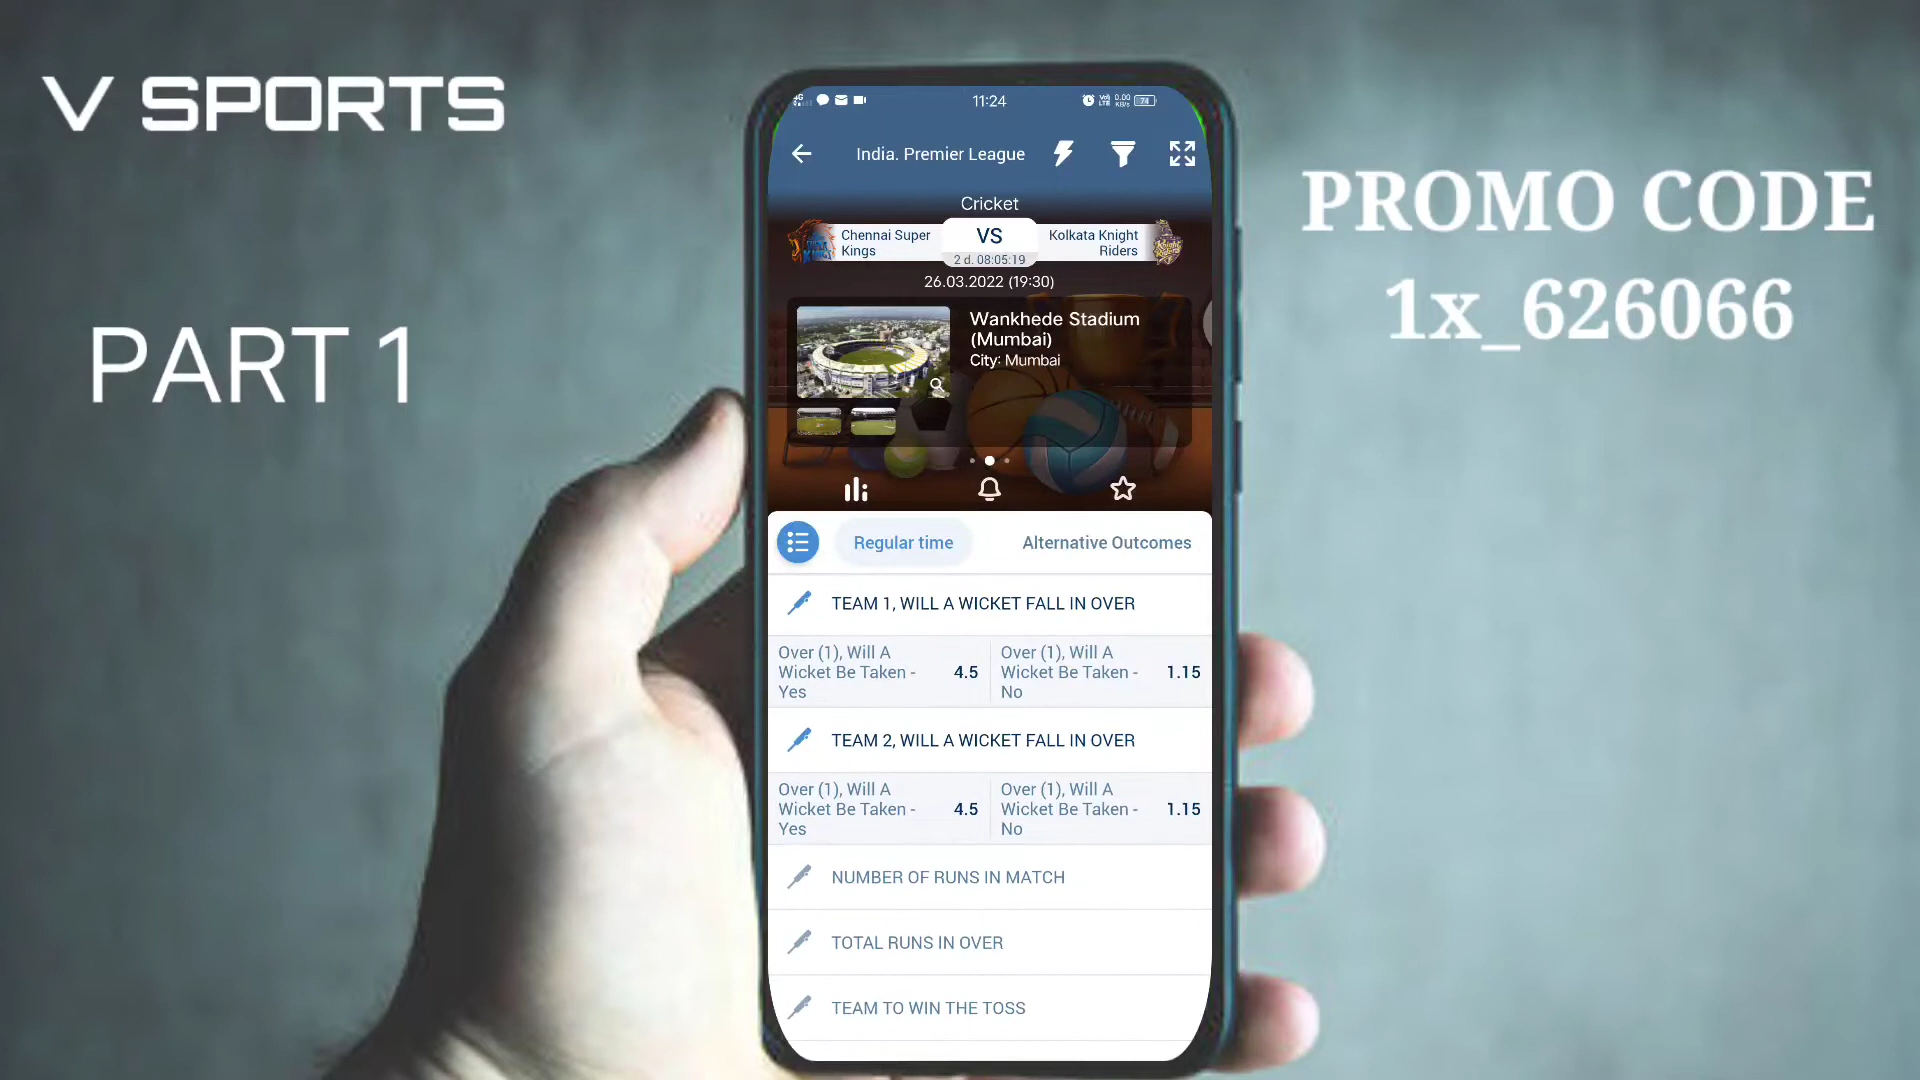 V SPORTS
PART 1
PROMO CODE
1x_626066
11:24
74
India. Premier League
Cricket
Chennai Super
Kings
VS
2 d. 08:05:19
Kolkata Knight
Riders
26.03.2022 (19:30)
Wankhede Stadium
(Mumbai)
City: Mumbai
Regular time
Alternative Outcomes
TEAM 1, WILL A WICKET FALL IN OVER
Over (1), Will A
Wicket Be Taken -
Yes
4.5
Over (1), Will A
Wicket Be Taken -
No
1.15
TEAM 2, WILL A WICKET FALL IN OVER
Over (1), Will A
Wicket Be Taken -
Yes
4.5
Over (1), Will A
Wicket Be Taken -
No
1.15
NUMBER OF RUNS IN MATCH
TOTAL RUNS IN OVER
TEAM TO WIN THE TOSS